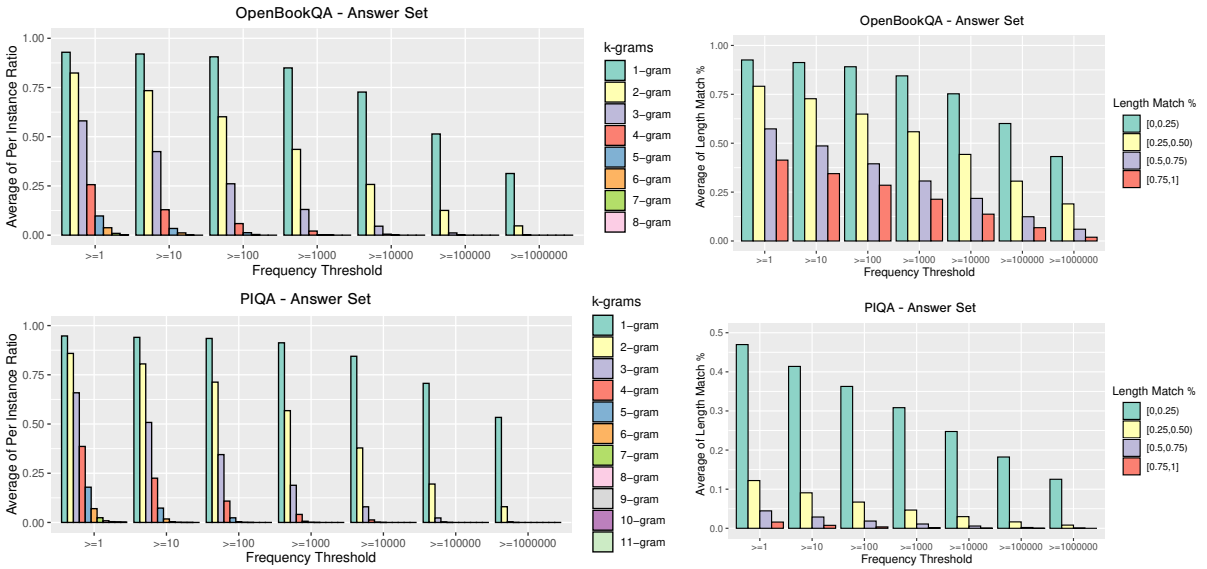 OpenBookQA - Answer Set
Average of Per Instance Ratio
1.00
0.75
0.50
0.25
0.00
>=1
>=10
>=100
>=1000
>=10000
>=100000
>=1000000
Frequency Threshold
k-grams
1-gram
2-gram
3-gram
4-gram
5-gram
6-gram
7-gram
8-gram
OpenBookQA - Answer Set
Average of Length Match %
1.00
0.75
0.50
0.25
0.00
>=1
>=10
>=100
>=1000
>=10000
>=100000
>=1000000
Frequency Threshold
Length Match %
[0,0.25)
[0.25,0.50)
[0.5,0.75)
[0.75,1]
PIQA - Answer Set
Average of Per Instance Ratio
1.00
0.75
0.50
0.25
0.00
>=1
>=10
>=100
>=1000
>=10000
>=100000
>=1000000
Frequency Threshold
k-grams
1-gram
2-gram
3-gram
4-gram
5-gram
6-gram
7-gram
8-gram
9-gram
10-gram
11-gram
PIQA - Answer Set
Average of Length Match %
0.5
0.4
0.3
0.2
0.1
0.0
>=1
>=10
>=100
>=1000
>=10000
>=100000
>=1000000
Frequency Threshold
Length Match %
[0,0.25)
[0.25,0.50)
[0.5,0.75)
[0.75,1]